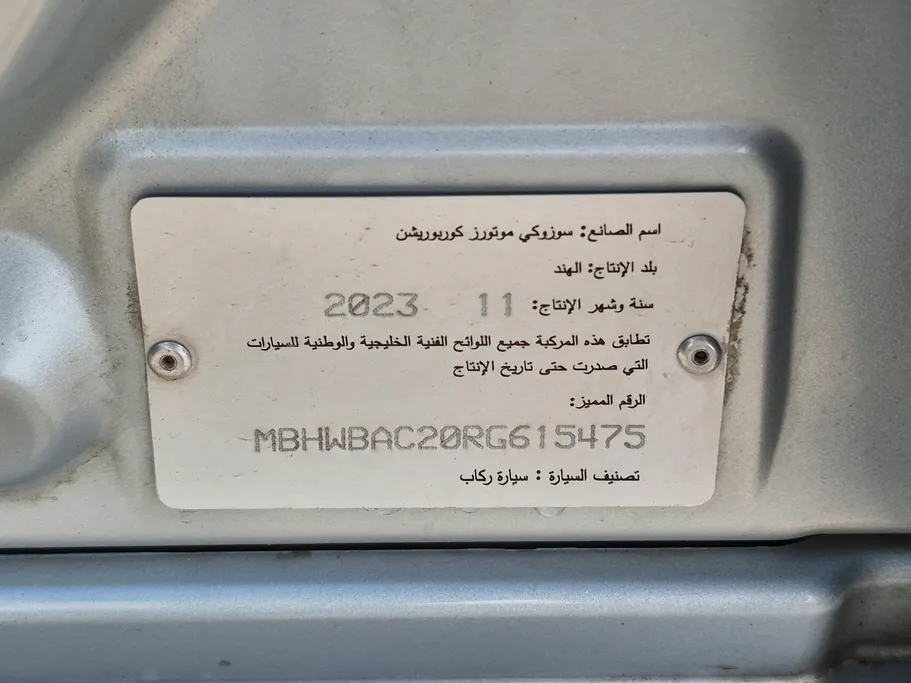 اسم الصانع: سوزوكي موتورز كوربوريشن
بلد الإنتاج: الهند
سنة وشهر الإنتاج: 11 2023
تطابق هذه المركبة جميع اللوائح الفنية الخليجية والوطنية للسيارات
التي صدرت حتى تاريخ الإنتاج
الرقم المميز:
MBHWBAC20RG615475
تصنيف السيارة : سيارة ركاب